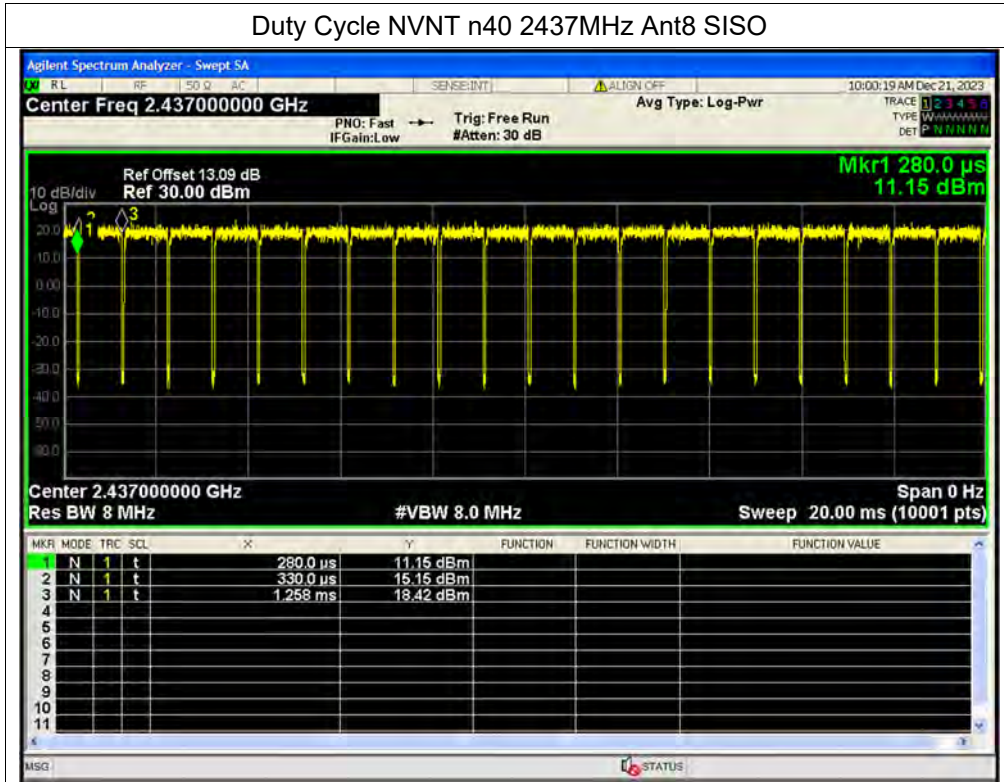 Duty Cycle NVNT n40 2437MHz Ant8 SISO
Agilent Spectrum Analyzer - Swept SA
RL RF 50 Ω AC SENSE:INT ALIGN OFF 10:00:19 AM Dec 21, 2023
Center Freq 2.437000000 GHz Avg Type: Log-Pwr TRACE 1 2 3 4 5 6
PNO: Fast Trig: Free Run TYPE W
IFGain:Low #Atten: 30 dB DET P N N N N N
Mkr1 280.0 µs
Ref Offset 13.09 dB
10 dB/div Ref 30.00 dBm 11.15 dBm
Log
2 3
20.0 1
10.0
0.00
-10.0
-20.0
-30.0
-40.0
-50.0
-60.0
Center 2.437000000 GHz Span 0 Hz
Res BW 8 MHz #VBW 8.0 MHz Sweep 20.00 ms (10001 pts)
MKR MODE TRC SCL X Y FUNCTION FUNCTION WIDTH FUNCTION VALUE
1 N 1 t 280.0 µs 11.15 dBm
2 N 1 t 330.0 µs 15.15 dBm
3 N 1 t 1.258 ms 18.42 dBm
4
5
6
7
8
9
10
11
MSG STATUS